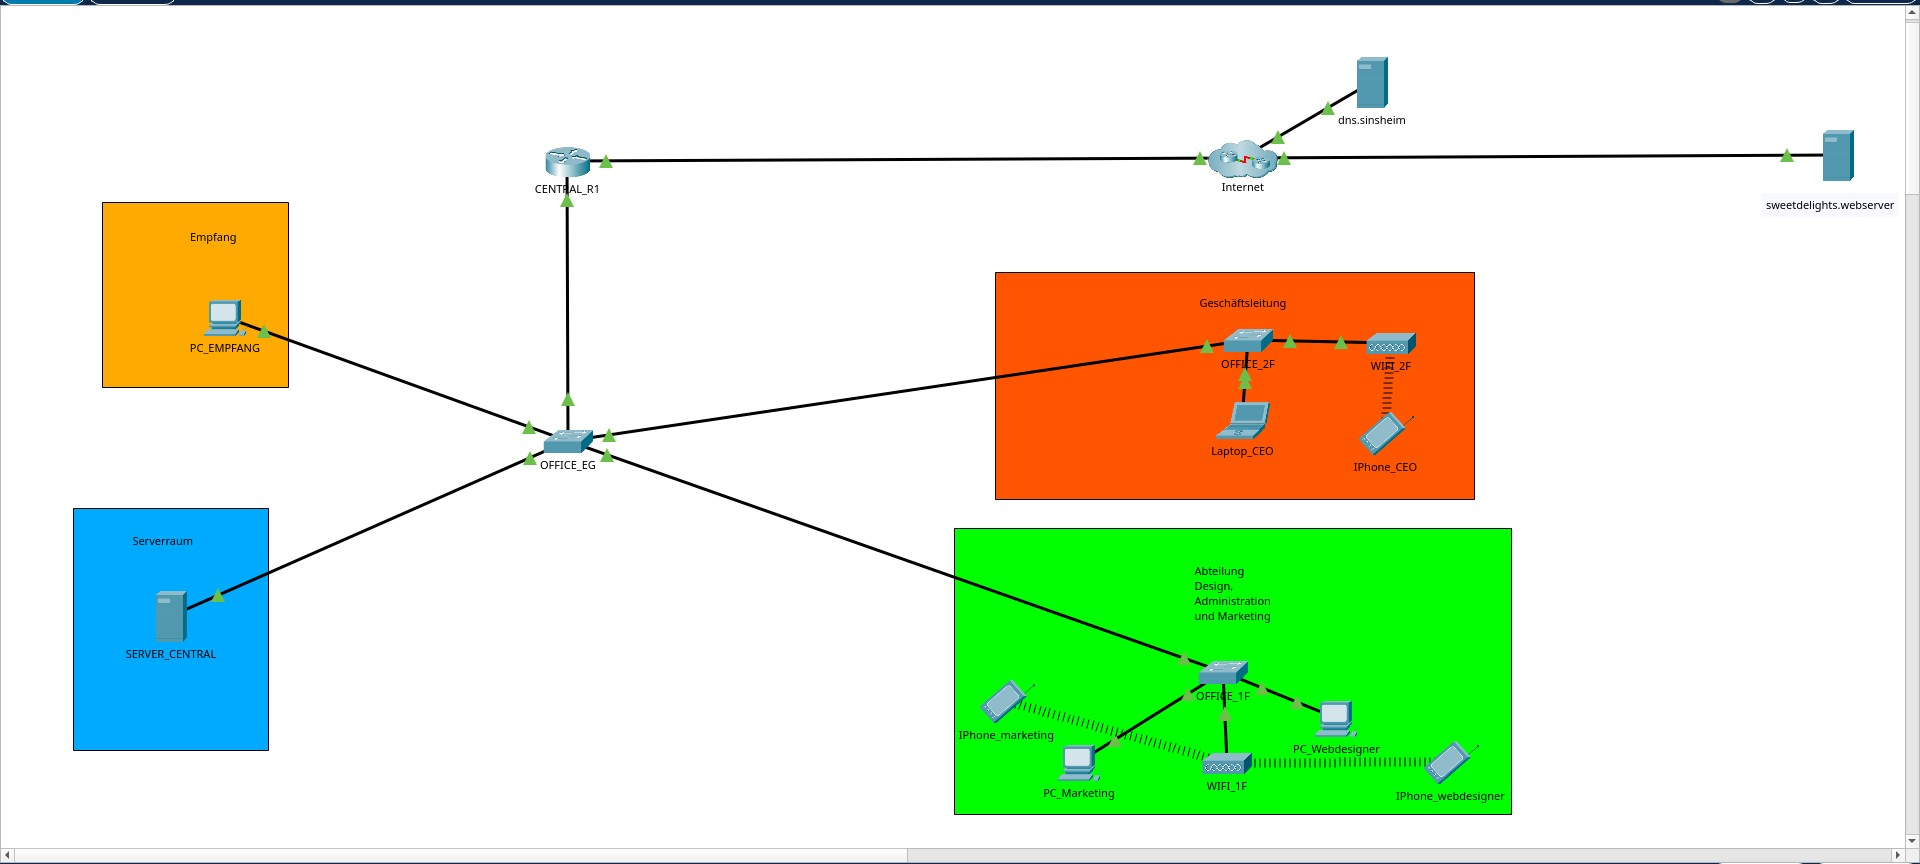 dns.sinsheim
CENTRAL_R1
Internet
sweetdelights.webserver
Empfang
PC_EMPFANG
Geschäftsleitung
OFFICE_2F
WIFI_2F
Laptop_CEO
IPhone_CEO
OFFICE_EG
Serverraum
SERVER_CENTRAL
Abteilung
Design,
Administration
und Marketing
OFFICE_1F
IPhone_marketing
PC_Webdesigner
PC_Marketing
WIFI_1F
IPhone_webdesigner